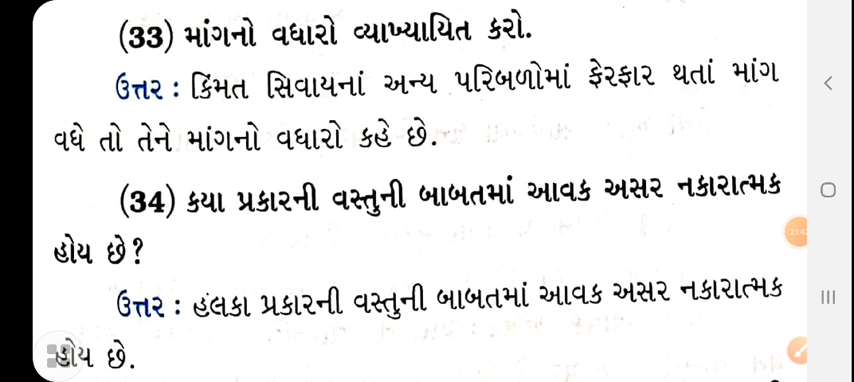 (33) માંગનો વધારો વ્યાખ્યાયિત કરો.
ઉત્તર : કિંમત સિવાયનાં અન્ય પરિબળોમાં ફેરફાર થતાં માંગ
વધે તો તેને માંગનો વધારો કહે છે.
(34) કયા પ્રકારની વસ્તુની બાબતમાં આવક અસર નકારાત્મક
હોય છે?
ઉત્તર : હલકા પ્રકારની વસ્તુની બાબતમાં આવક અસર નકારાત્મક
હોય છે.